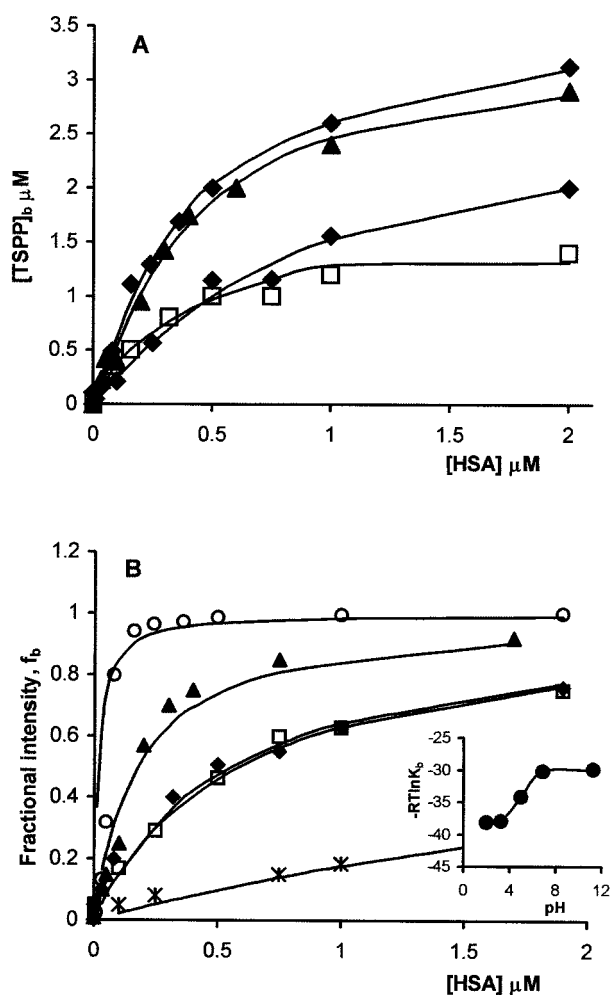 A
3.5
3
2.5
2
1.5
1
0.5
0
[TSPP]b µM
0 0.5 1 1.5 2
[HSA] µM
B
1.2
1
0.8
0.6
0.4
0.2
0
Fractional intensity, fb
0 0.5 1 1.5 2
[HSA] µM
-25
-30
-35
-40
-45
-RTlnKb
0 4 8 12
pH